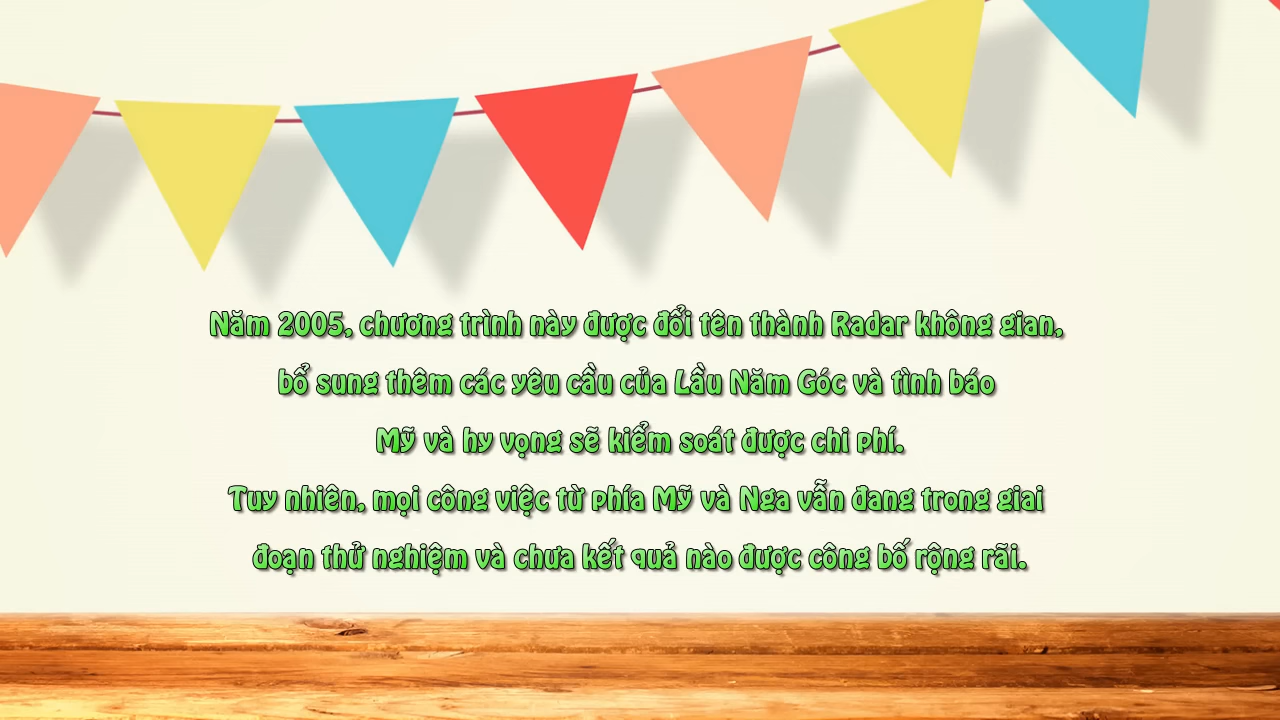 Năm 2005, chương trình này được đổi tên thành Radar không gian,
bổ sung thêm các yêu cầu của Lầu Năm Góc và tình báo
Mỹ và hy vọng sẽ kiểm soát được chi phí.
Tuy nhiên, mọi công việc từ phía Mỹ và Nga vẫn đang trong giai
đoạn thử nghiệm và chưa kết quả nào được công bố rộng rãi.